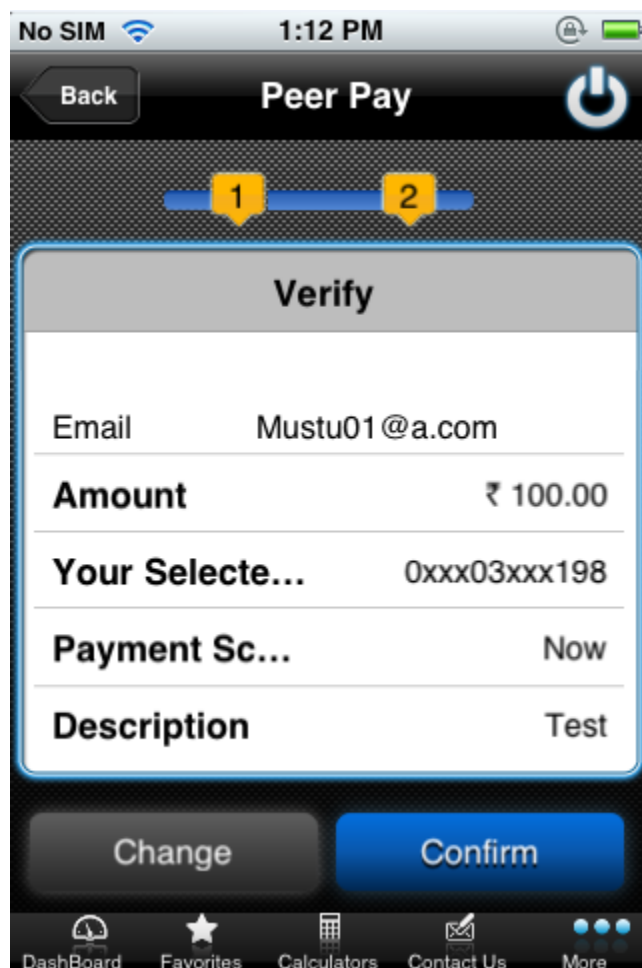 No SIM 1:12 PM
Back Peer Pay
1 2
Verify
Email Mustu01@a.com
Amount ₹ 100.00
Your Selecte... 0xxx03xxx198
Payment Sc... Now
Description Test
Change Confirm
DashBoard Favorites Calculators Contact Us More